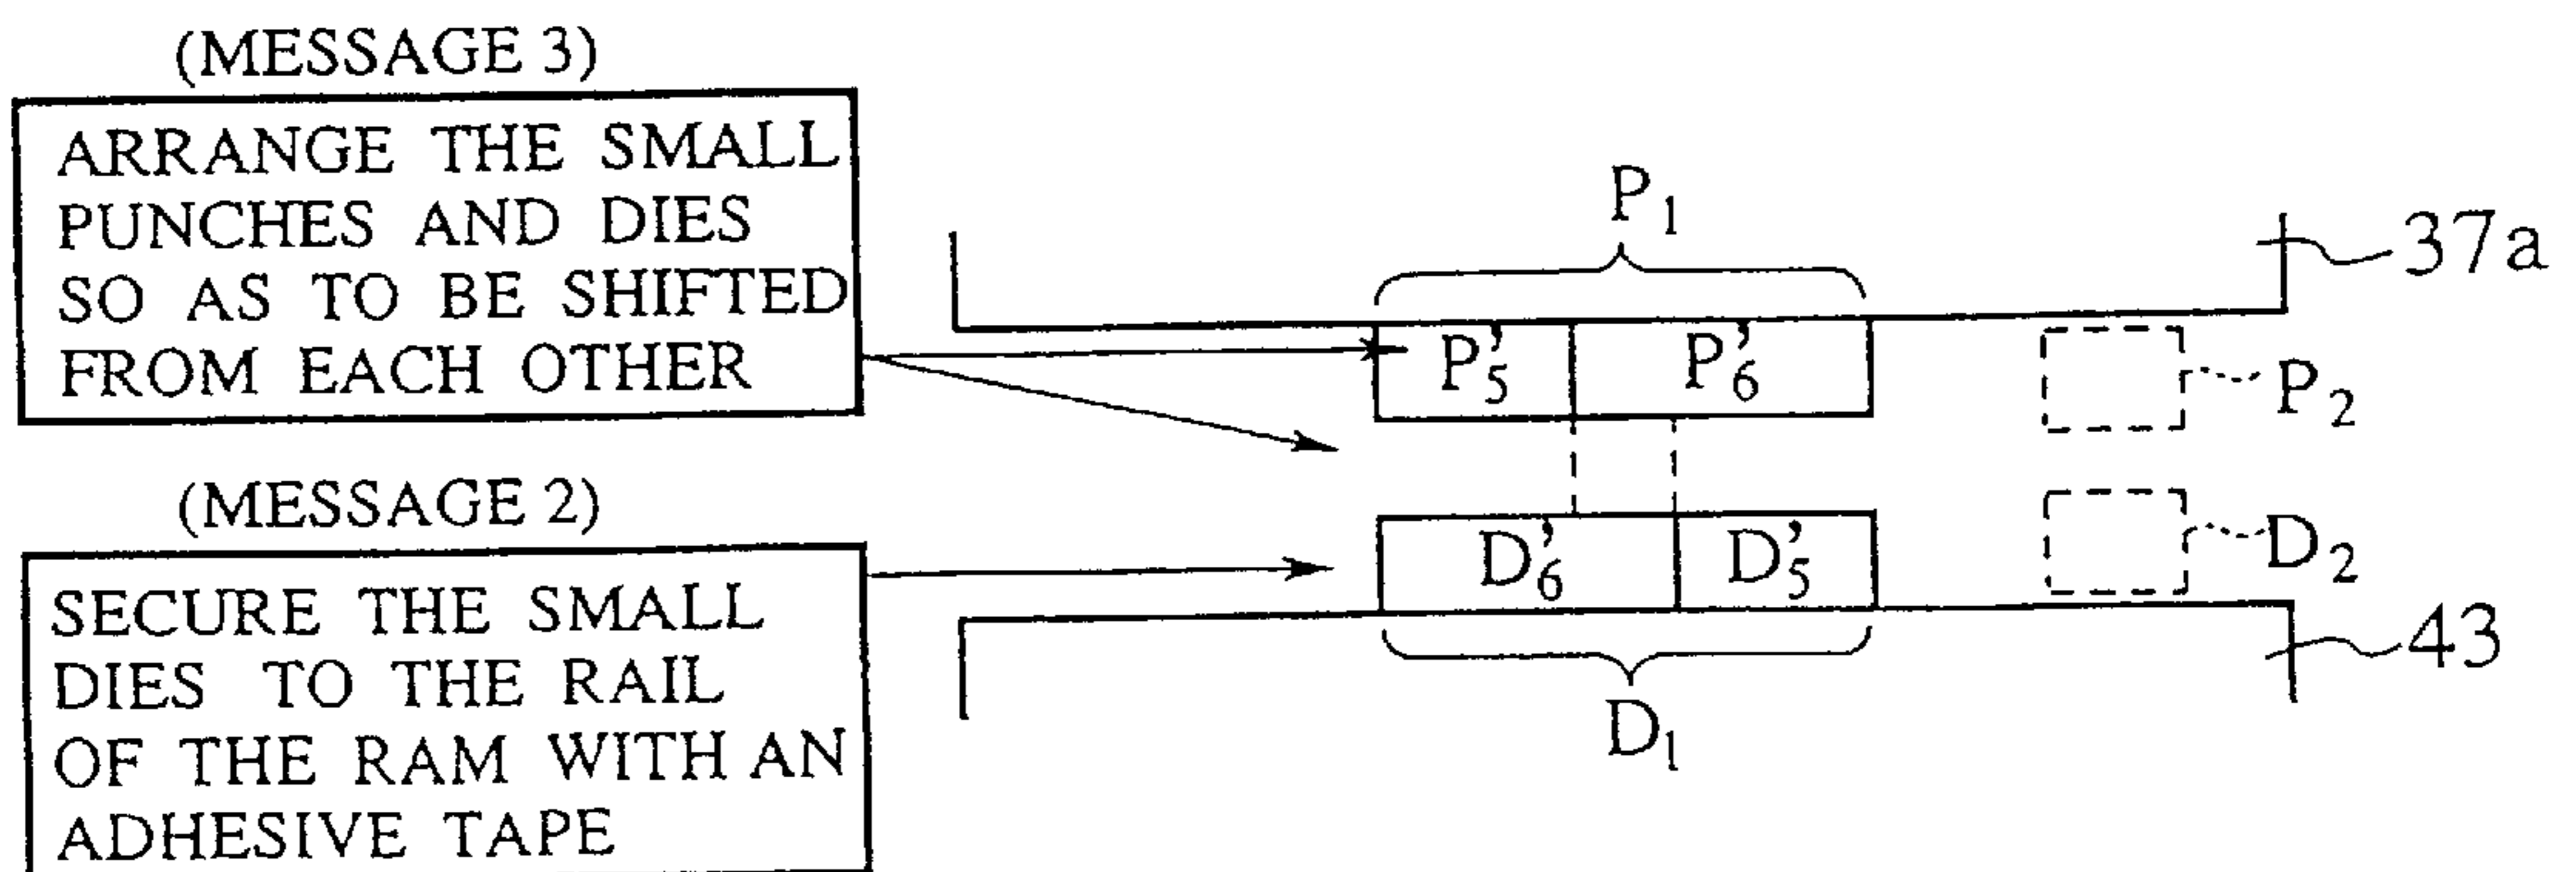 (MESSAGE 3)
ARRANGE THE SMALL
PUNCHES AND DIES
SO AS TO BE SHIFTED
FROM EACH OTHER
(MESSAGE 2)
SECURE THE SMALL
DIES TO THE RAIL
OF THE RAM WITH AN
ADHESIVE TAPE
P₁
37a
P'₅ P'₆
P₂
D'₆ D'₅
D₂
43
D₁